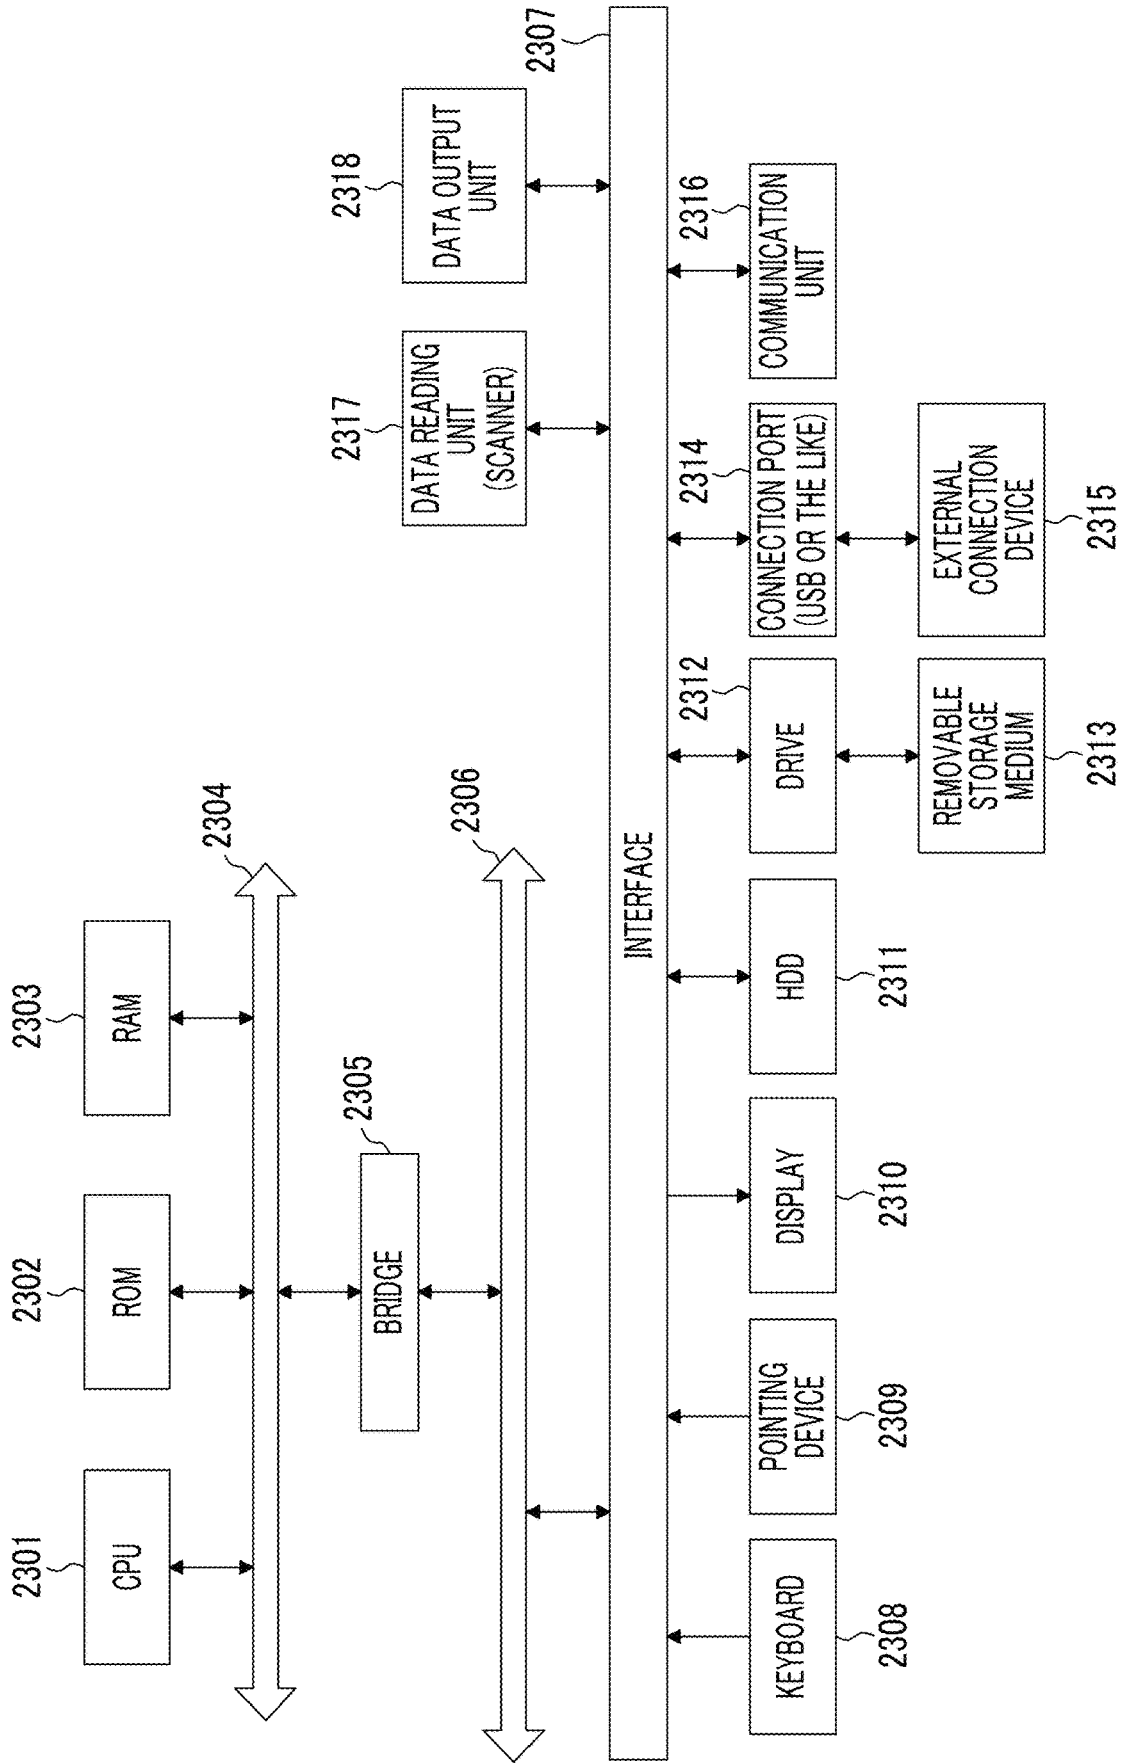 2301
CPU
2302
ROM
2303
RAM
2304
2305
BRIDGE
2306
2317
DATA READING
UNIT
(SCANNER)
2318
DATA OUTPUT
UNIT
2307
INTERFACE
KEYBOARD
2308
POINTING
DEVICE
2309
DISPLAY
2310
HDD
2311
2312
DRIVE
REMOVABLE
STORAGE
MEDIUM
2313
2314
CONNECTION PORT
(USB OR THE LIKE)
EXTERNAL
CONNECTION
DEVICE
2315
2316
COMMUNICATION
UNIT